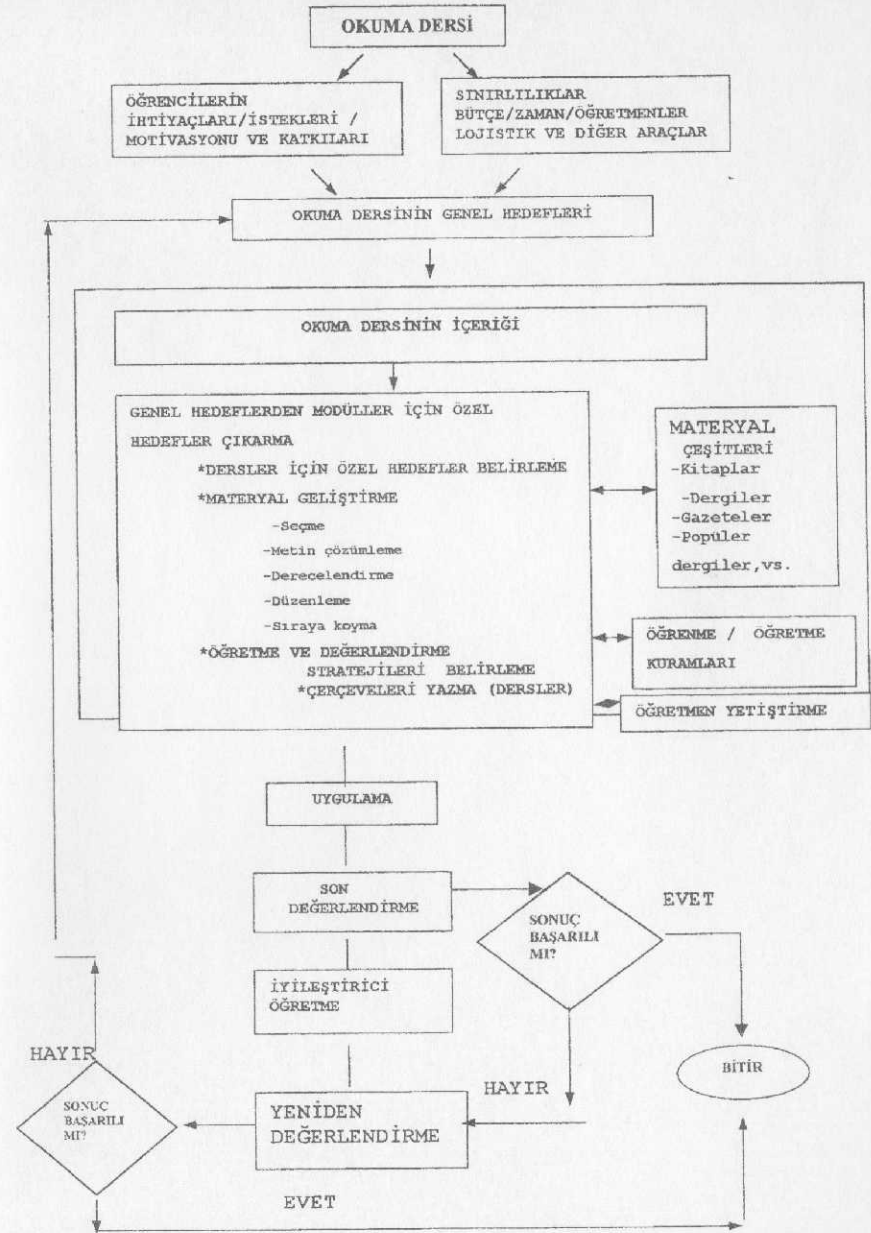 OKUMA DERSİ
ÖĞRENCİLERİN
İHTİYAÇLARI/İSTEKLERİ /
MOTİVASYONU VE KATKILARI
SINIRLILIKLAR
BÜTÇE/ZAMAN/ÖĞRETMENLER
LOJISTIK VE DİĞER ARAÇLAR
OKUMA DERSİNİN GENEL HEDEFLERİ
OKUMA DERSİNİN İÇERİĞİ
GENEL HEDEFLERDEN MODÜLLER İÇİN ÖZEL
HEDEFLER ÇIKARMA
*DERSLER İÇİN ÖZEL HEDEFLER BELİRLEME
*MATERYAL GELİŞTİRME
-Seçme
-Metin çözümleme
-Derecelendirme
-Düzenleme
-Sıraya koyma
*ÖĞRETME VE DEĞERLENDİRME
STRATEJİLERİ BELİRLEME
*ÇERÇEVELERİ YAZMA (DERSLER)
MATERYAL
ÇEŞİTLERİ
-Kitaplar
-Dergiler
-Gazeteler
-Popüler
dergiler,vs.
ÖĞRENME / ÖĞRETME
KURAMLARI
ÖĞRETMEN YETİŞTİRME
UYGULAMA
SON
DEĞERLENDİRME
SONUÇ
BAŞARILI
MI?
EVET
İYİLEŞTİRİCİ
ÖĞRETME
HAYIR
BİTİR
HAYIR
YENİDEN
DEĞERLENDİRME
SONUÇ
BAŞARILI
MI?
EVET